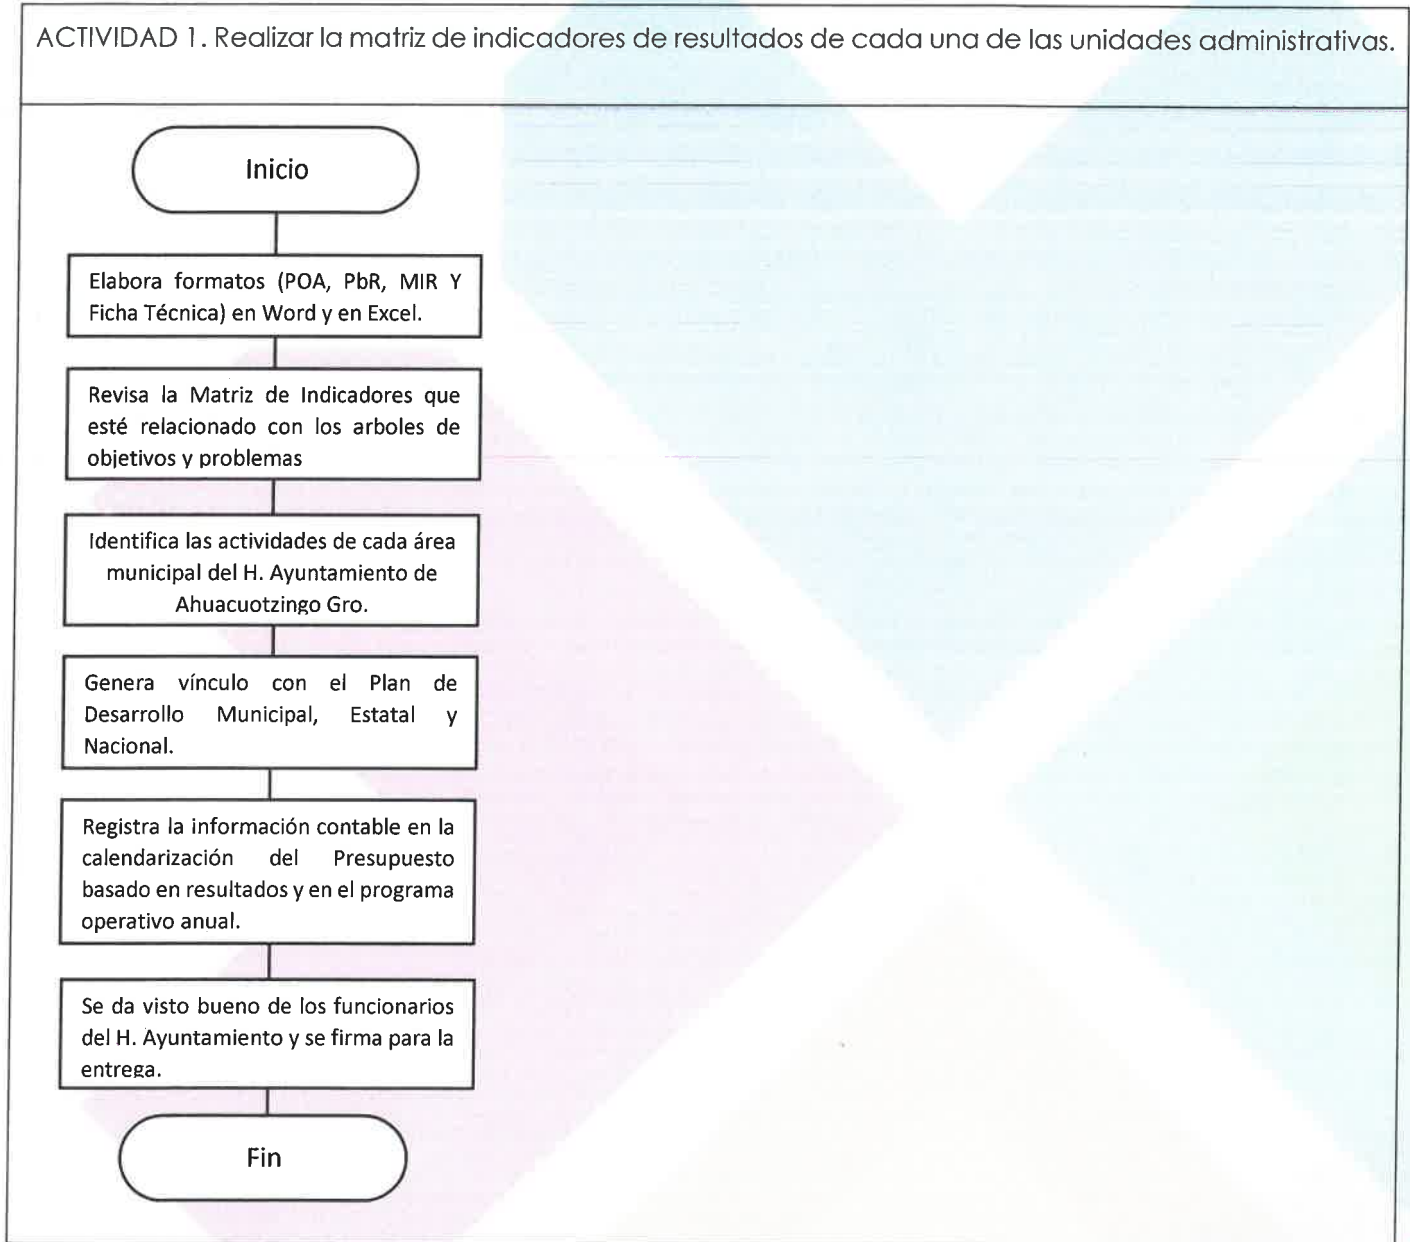 ACTIVIDAD 1. Realizar la matriz de indicadores de resultados de cada una de las unidades administrativas.
Inicio
Elabora formatos (POA, PbR, MIR Y
Ficha Técnica) en Word y en Excel.
Revisa la Matriz de Indicadores que
esté relacionado con los arboles de
objetivos y problemas
Identifica las actividades de cada área
municipal del H. Ayuntamiento de
Ahuacuotzingo Gro.
Genera vínculo con el Plan de
Desarrollo Municipal, Estatal y
Nacional.
Registra la información contable en la
calendarización del Presupuesto
basado en resultados y en el programa
operativo anual.
Se da visto bueno de los funcionarios
del H. Ayuntamiento y se firma para la
entrega.
Fin